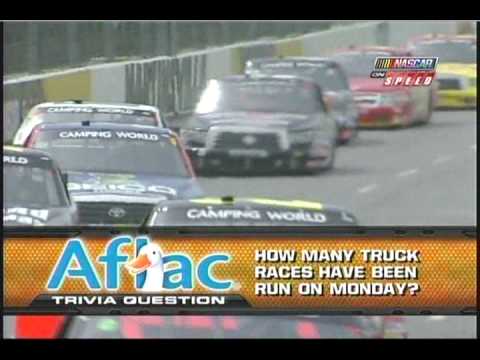 NASCAR
ON SPEED
CAMPING WORLD
CAMPING WORLD
CAMPING WORLD
Aflac
TRIVIA QUESTION
HOW MANY TRUCK
RACES HAVE BEEN
RUN ON MONDAY?